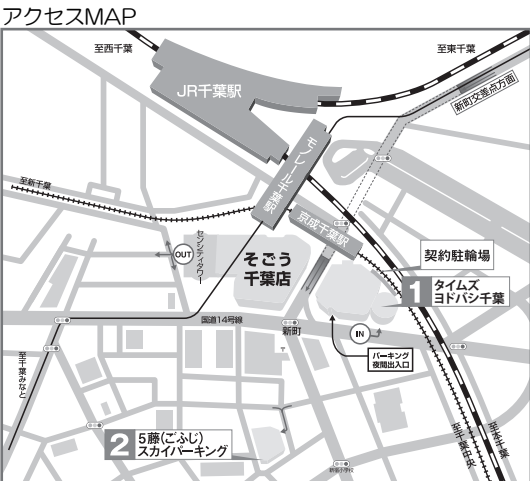 アクセスMAP
至西千葉
至東千葉
JR千葉駅
新町交差点方面
モノレール千葉駅
至新千葉
京成千葉駅
センシティタワー
OUT
そごう
千葉店
契約駐輪場
1 タイムズ
ヨドバシ千葉
国道14号線
新町
IN
パーキング
夜間出入口
至千葉みなと
2 5藤(ごふじ)
スカイパーキング
至千葉中央
至本千葉
新宿小学校